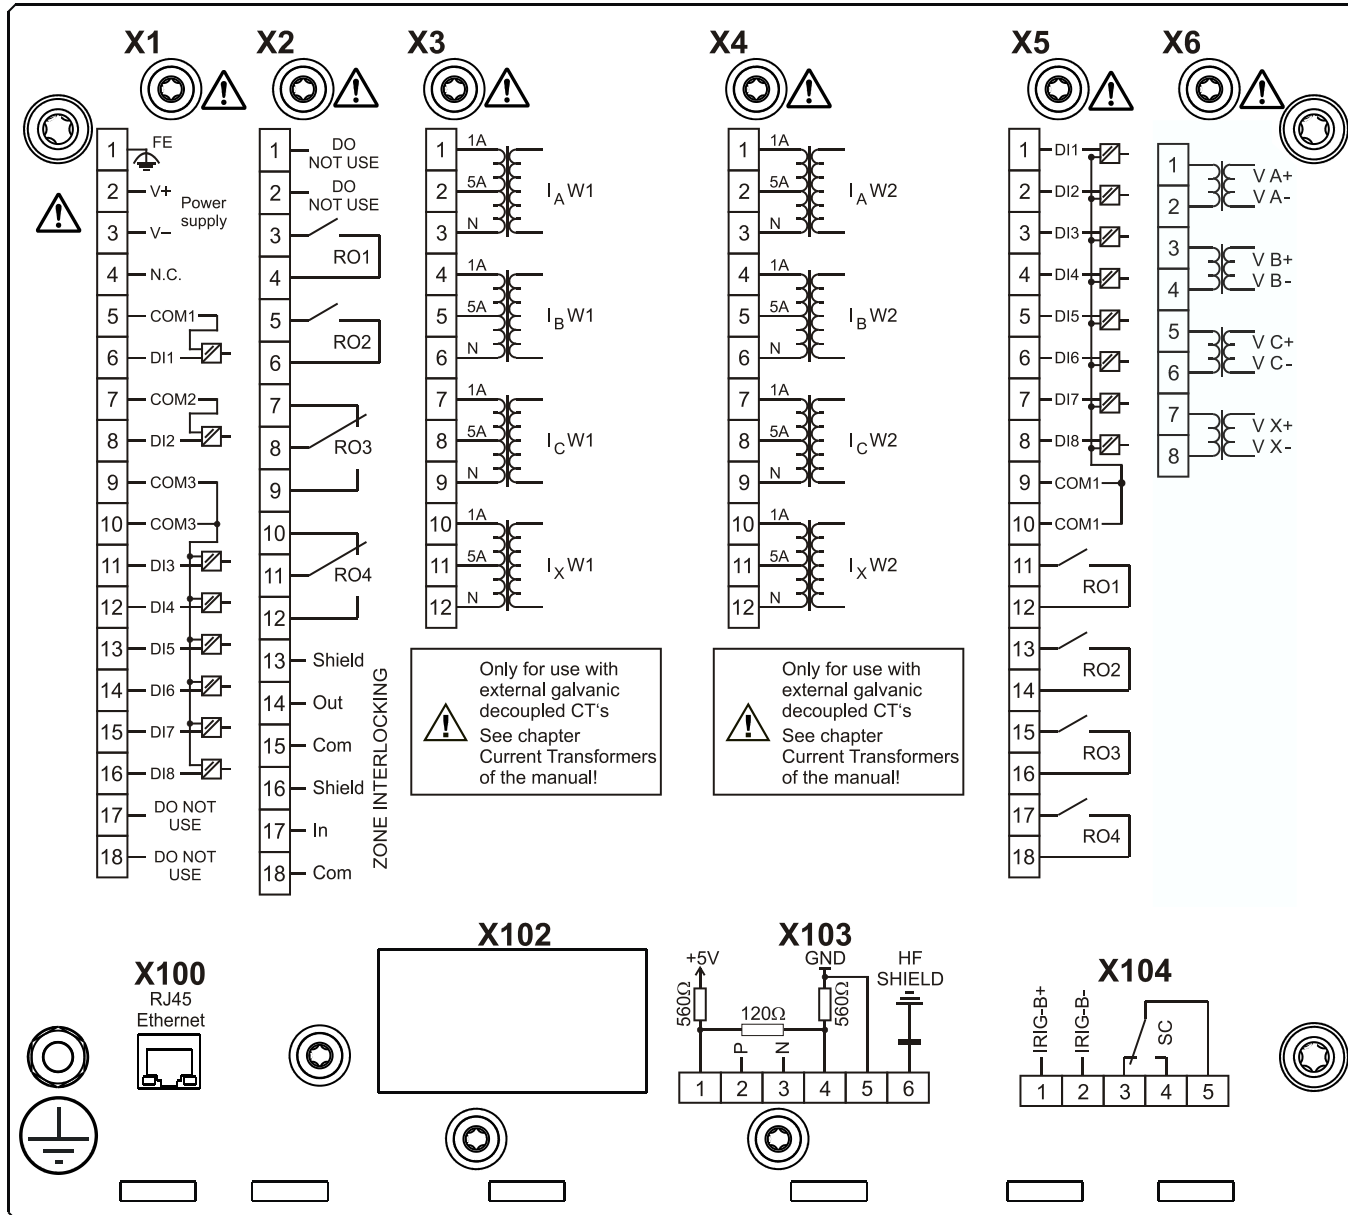 X1
1 FE
2 V+
Power
supply
3 V–
4 N.C.
5 COM1
6 DI1
7 COM2
8 DI2
9 COM3
10 COM3
11 DI3
12 DI4
13 DI5
14 DI6
15 DI7
16 DI8
17 DO NOT
USE
18 DO NOT
USE
X2
1 DO
NOT USE
2 DO
NOT USE
3
RO1
4
5
RO2
6
7
8 RO3
9
10
11 RO4
12
13 Shield
14 Out
15 Com
16 Shield
17 In
18 Com
ZONE INTERLOCKING
X3
1 1A
2 5A IA W1
3 N
4 1A
5 5A IB W1
6 N
7 1A
8 5A IC W1
9 N
10 1A
11 5A IX W1
12 N
Only for use with
external galvanic
decoupled CT‘s
See chapter
Current Transformers
of the manual!
X4
1 1A
2 5A IA W2
3 N
4 1A
5 5A IB W2
6 N
7 1A
8 5A IC W2
9 N
10 1A
11 5A IX W2
12 N
Only for use with
external galvanic
decoupled CT‘s
See chapter
Current Transformers
of the manual!
X5
1 DI1
2 DI2
3 DI3
4 DI4
5 DI5
6 DI6
7 DI7
8 DI8
9 COM1
10 COM1
11
RO1
12
13
RO2
14
15
RO3
16
17
RO4
18
X6
1 V A+
2 V A-
3 V B+
4 V B-
5 V C+
6 V C-
7 V X+
8 V X-
X100
RJ45
Ethernet
X102
X103
+5V GND HF
SHIELD
560Ω 120Ω 560Ω
P N
1 2 3 4 5 6
X104
IRIG-B+ IRIG-B- SC
1 2 3 4 5